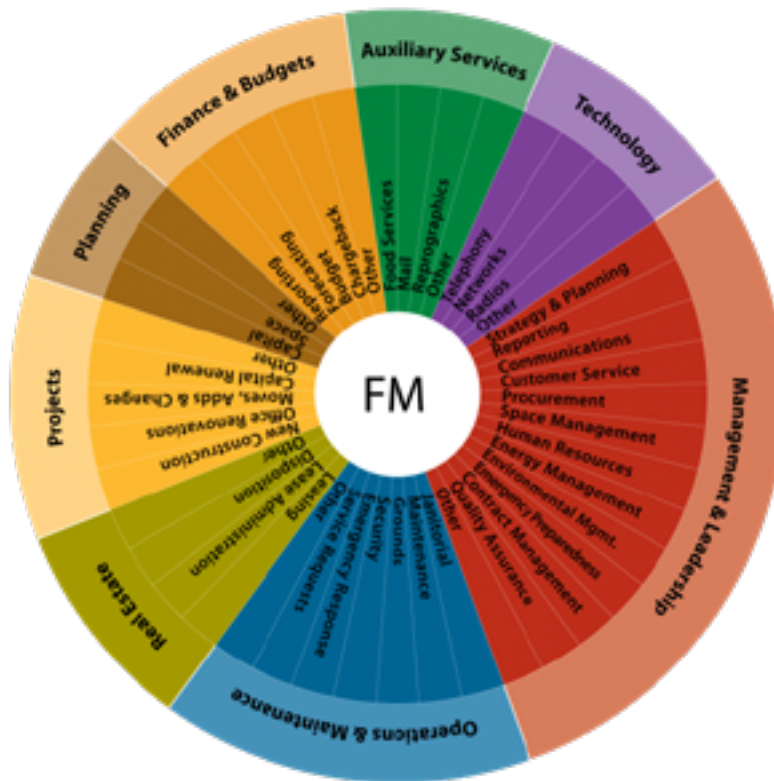 FM
Auxiliary Services
Food Services
Mail
Reprographics
Other
Technology
Telephony
Networks
Radios
Other
Management & Leadership
Strategy & Planning
Reporting
Communications
Customer Service
Procurement
Space Management
Human Resources
Energy Management
Environmental Mgmt.
Emergency Preparedness
Contract Management
Quality Assurance
Other
Operations & Maintenance
Janitorial
Maintenance
Grounds
Security
Emergency Response
Service Requests
Other
Real Estate
Leasing
Lease Administration
Disposition
Other
Projects
New Construction
Office Renovations
Moves, Adds & Changes
Capital Renewal
Other
Planning
Capital
Space
Other
Finance & Budgets
Reporting
Forecasting
Budget
Chargeback
Other